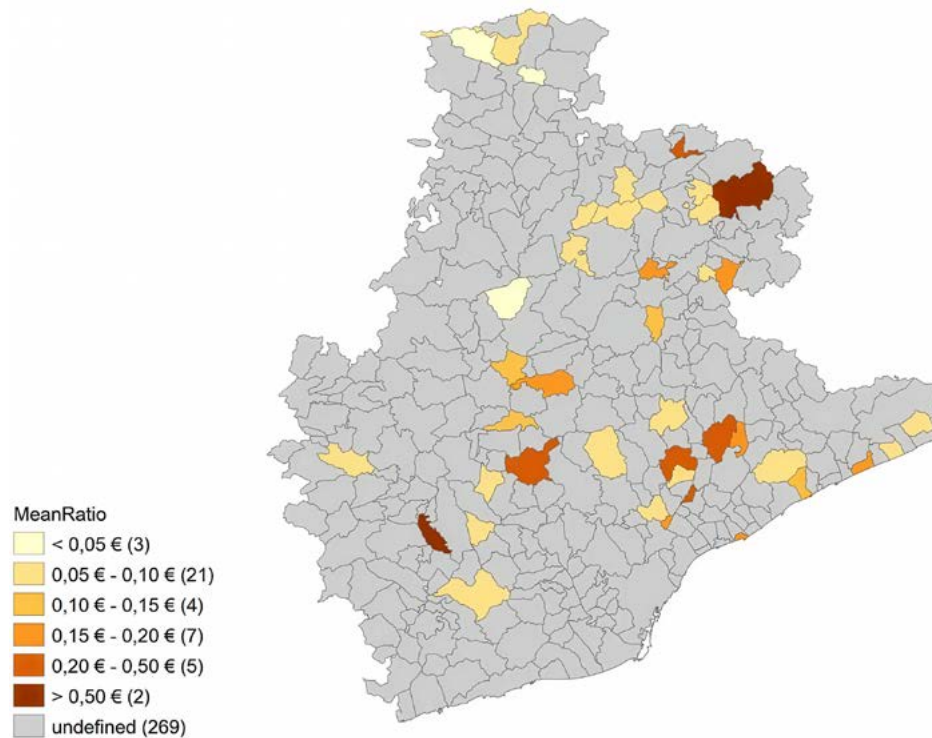 MeanRatio
< 0,05 € (3)
0,05 € - 0,10 € (21)
0,10 € - 0,15 € (4)
0,15 € - 0,20 € (7)
0,20 € - 0,50 € (5)
> 0,50 € (2)
undefined (269)